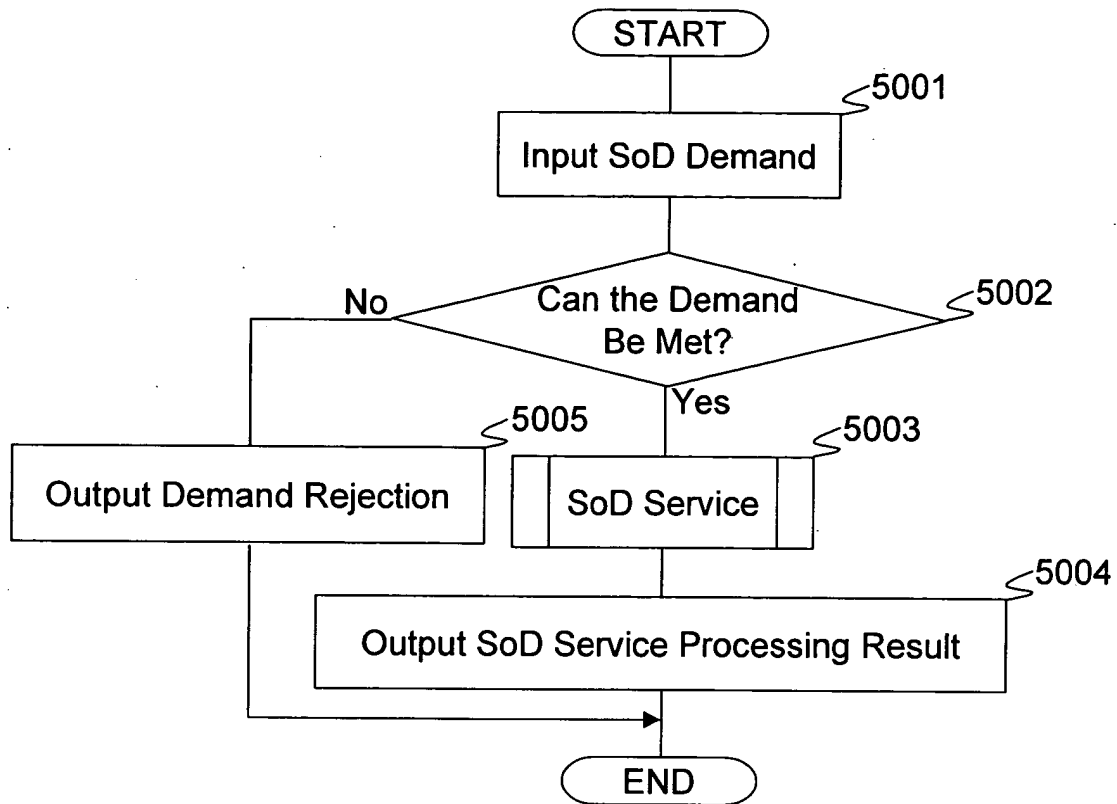 START
5001
Input SoD Demand
Can the Demand
Be Met?
5002
No
Yes
5005
5003
Output Demand Rejection
SoD Service
5004
Output SoD Service Processing Result
END